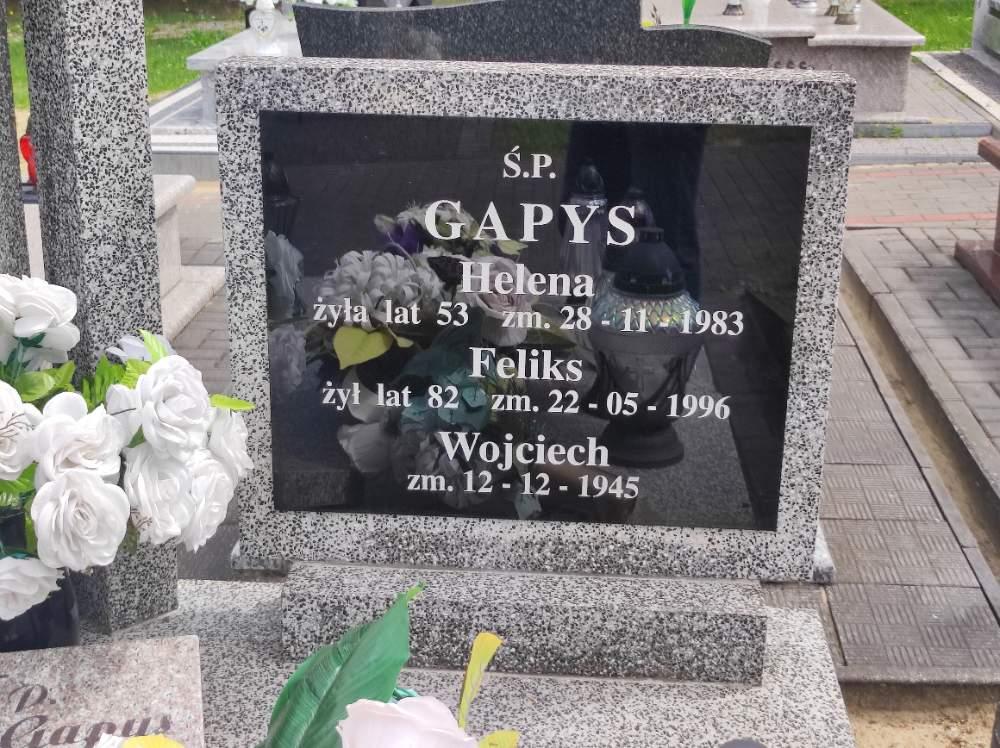 Ś.P.
GAPYS
Helena
żyła lat 53 zm. 28 - 11 - 1983
Feliks
żył lat 82 zm. 22 - 05 - 1996
Wojciech
zm. 12 - 12 - 1945
P.
Gapys